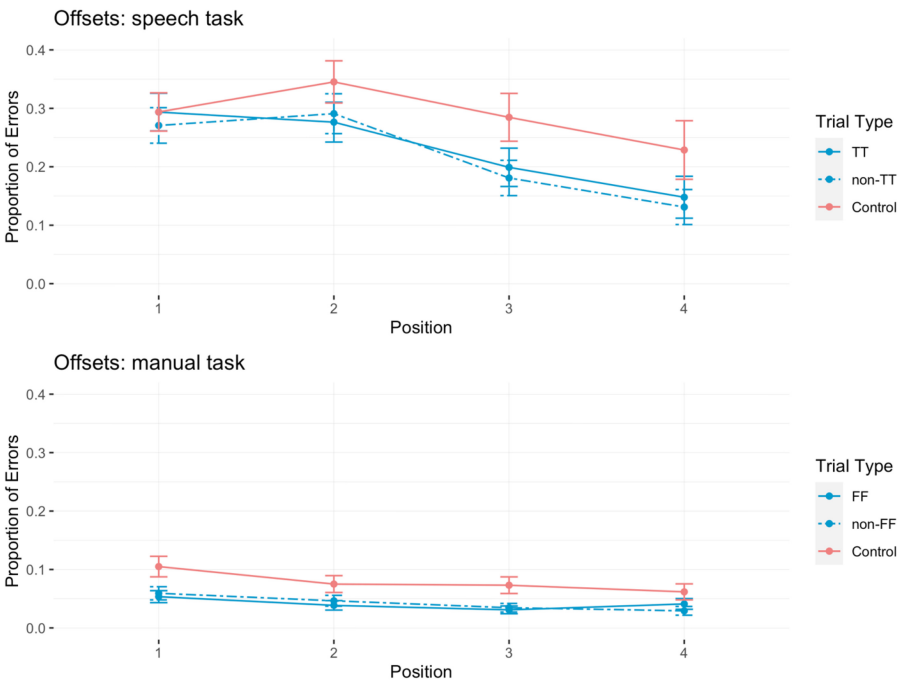 Offsets: speech task
0.4
0.3
0.2
0.1
0.0
Proportion of Errors
1 2 3 4
Position
Trial Type
TT
non-TT
Control
Offsets: manual task
0.4
0.3
0.2
0.1
0.0
Proportion of Errors
1 2 3 4
Position
Trial Type
FF
non-FF
Control